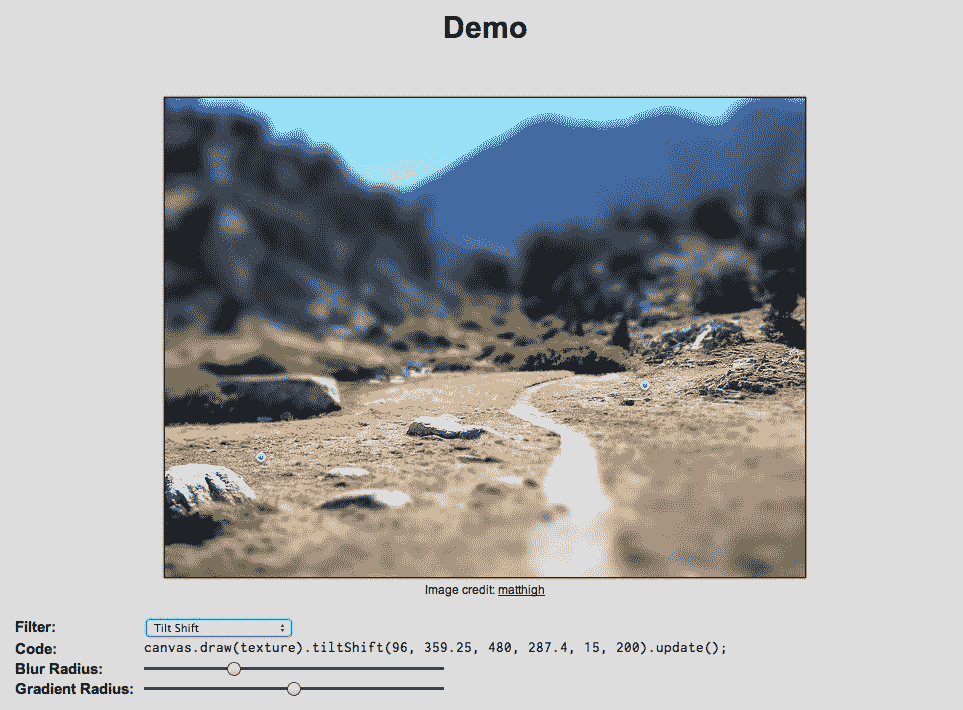 Demo
Image credit: matthigh
Filter: Tilt Shift
Code: canvas.draw(texture).tiltShift(96, 359.25, 480, 287.4, 15, 200).update();
Blur Radius:
Gradient Radius: